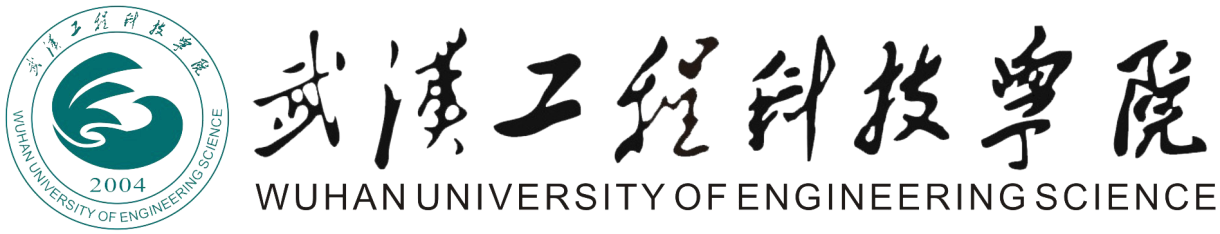 武漢工程科技學院
WUHAN UNIVERSITY OF ENGINEERING SCIENCE
2004
武漢工程科技學院
WUHAN UNIVERSITY OF ENGINEERING SCIENCE